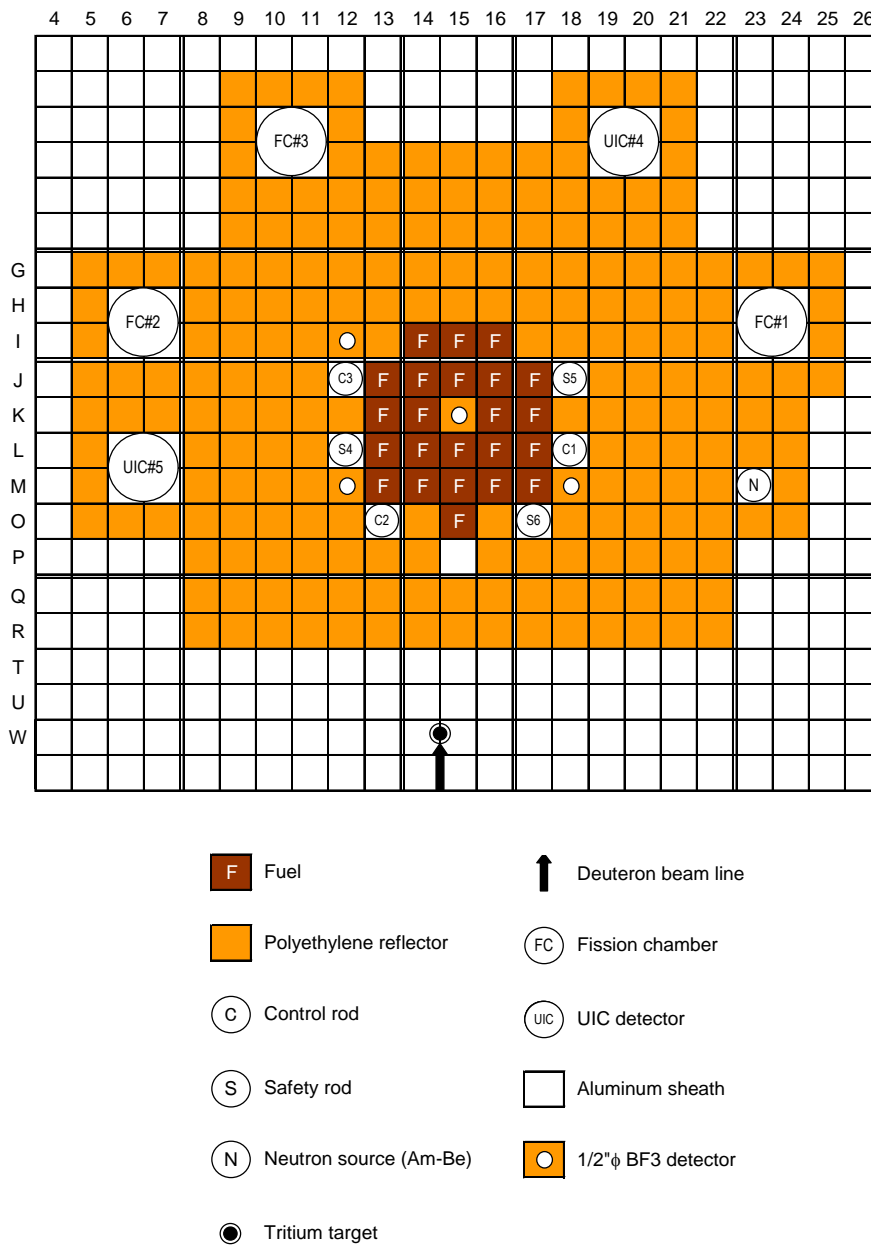 4 5 6 7 8 9 10 11 12 13 14 15 16 17 18 19 20 21 22 23 24 25 26
FC#3 UIC#4
G
H
FC#2 FC#1
I F F F
J C3 F F F F F S5
K F F F F
L S4 F F F F F C1
UIC#5
M F F F F F N
O C2 F S6
P
Q
R
T
U
W
F Fuel Deuteron beam line
Polyethylene reflector FC Fission chamber
C Control rod UIC UIC detector
S Safety rod Aluminum sheath
N Neutron source (Am-Be) 1/2"ϕ BF3 detector
Tritium target